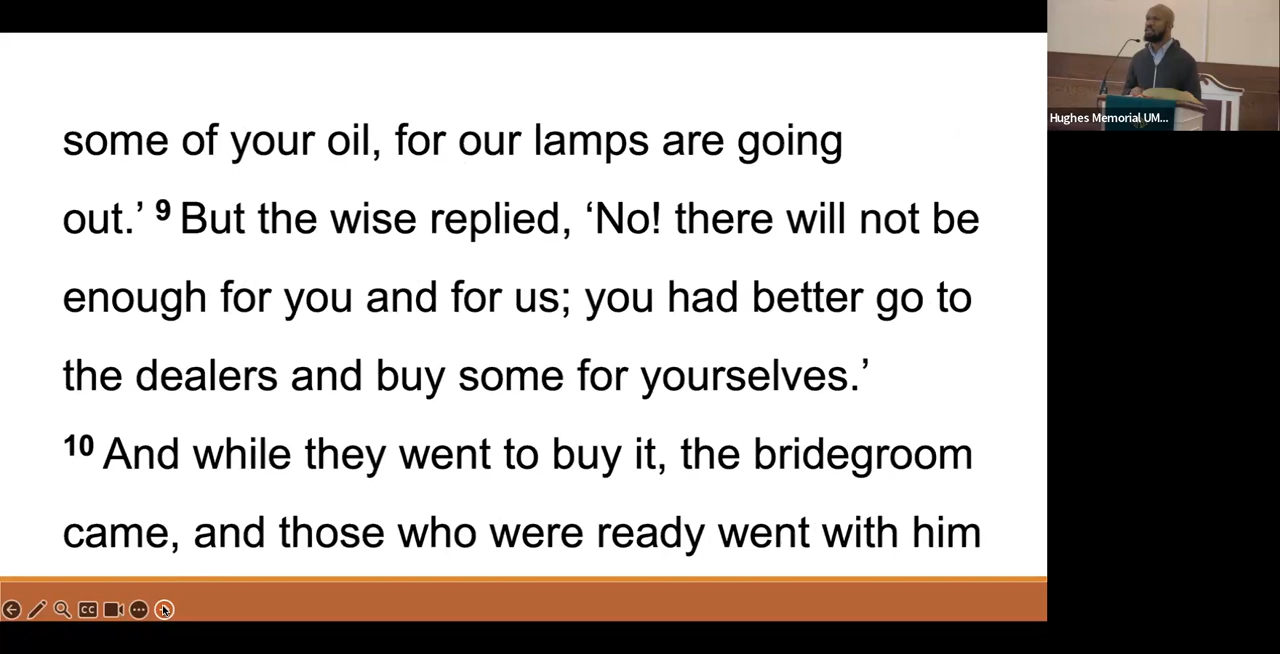 some of your oil, for our lamps are going
out.’ 9 But the wise replied, ‘No! there will not be
enough for you and for us; you had better go to
the dealers and buy some for yourselves.’
10 And while they went to buy it, the bridegroom
came, and those who were ready went with him
Hughes Memorial UM...
CC